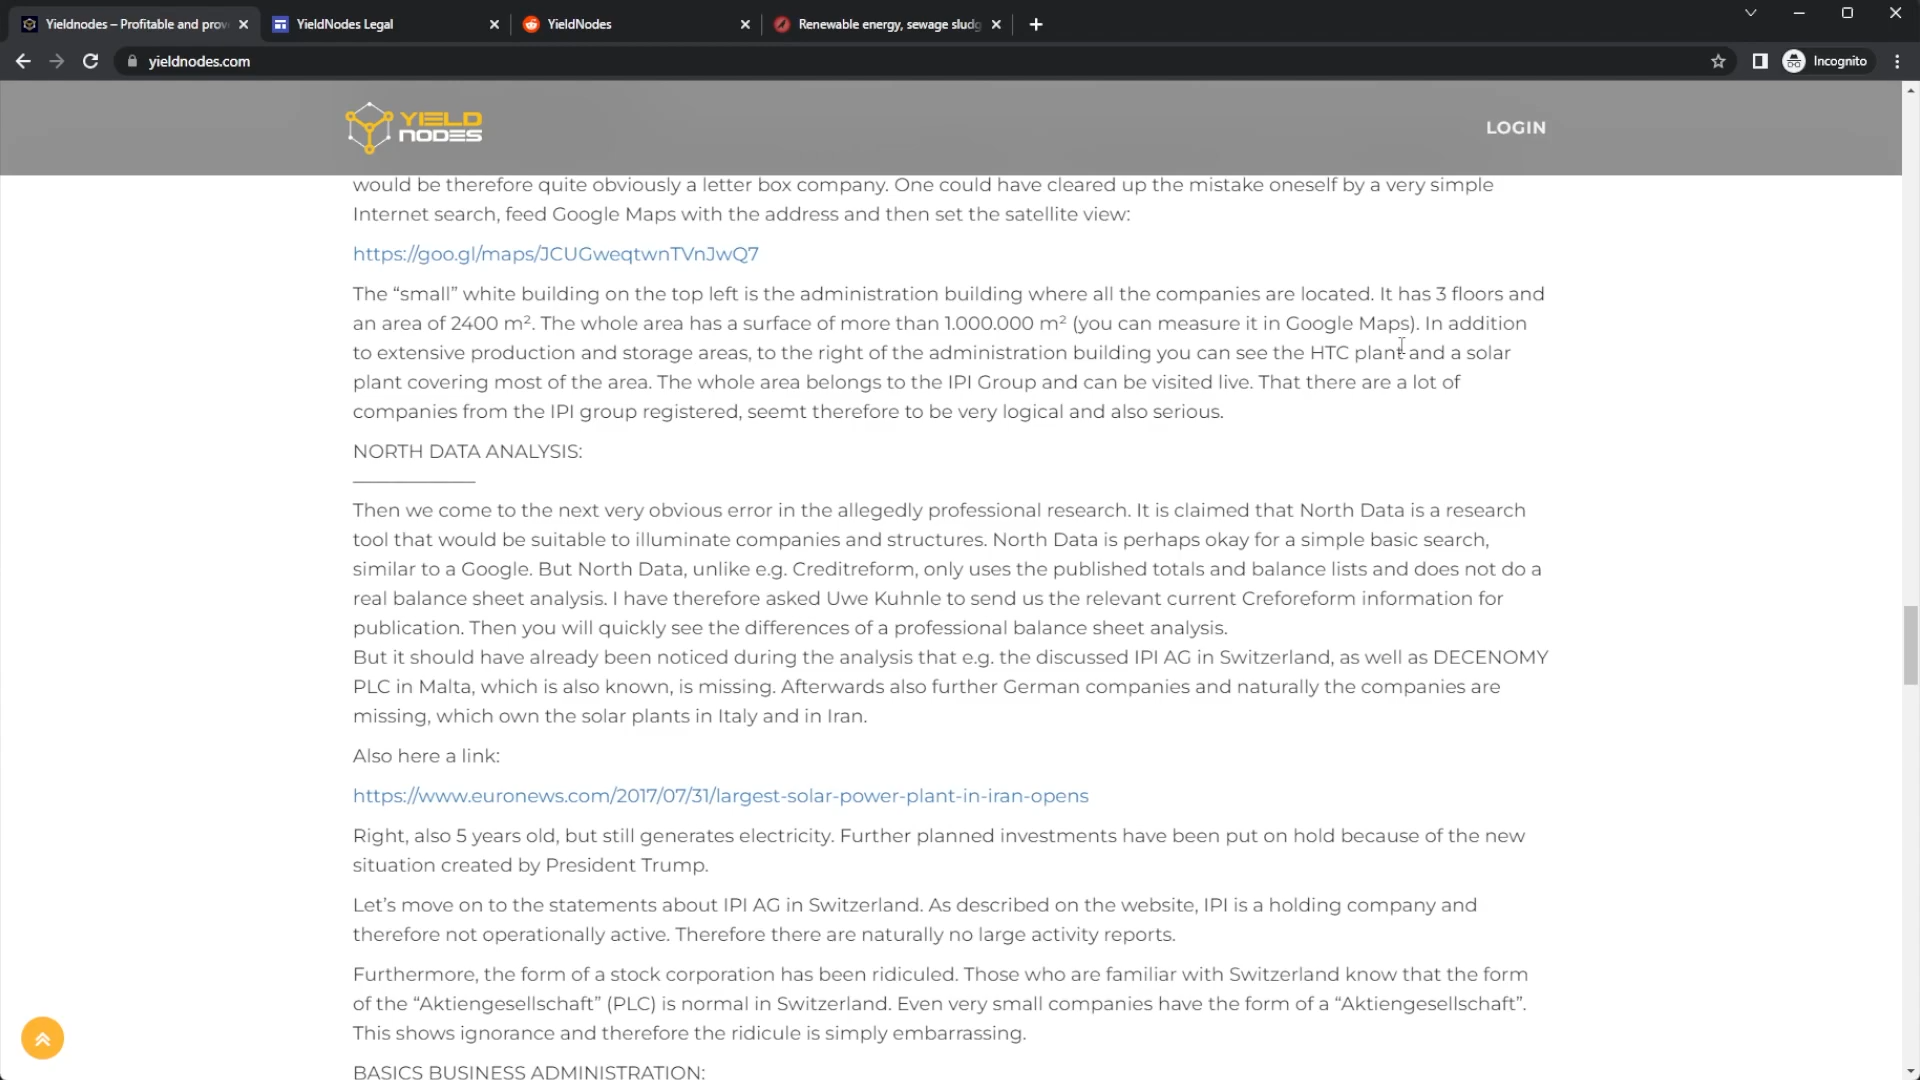 Yieldnodes – Profitable and prov
YieldNodes Legal
YieldNodes
Renewable energy, sewage sludg
yieldnodes.com
Incognito
YIELD
NODES
LOGIN
would be therefore quite obviously a letter box company. One could have cleared up the mistake oneself by a very simple
Internet search, feed Google Maps with the address and then set the satellite view:
https://goo.gl/maps/JCUGweqtwnTVnJwQ7
The “small” white building on the top left is the administration building where all the companies are located. It has 3 floors and
an area of 2400 m². The whole area has a surface of more than 1.000.000 m² (you can measure it in Google Maps). In addition
to extensive production and storage areas, to the right of the administration building you can see the HTC plant and a solar
plant covering most of the area. The whole area belongs to the IPI Group and can be visited live. That there are a lot of
companies from the IPI group registered, seemt therefore to be very logical and also serious.
NORTH DATA ANALYSIS:
Then we come to the next very obvious error in the allegedly professional research. It is claimed that North Data is a research
tool that would be suitable to illuminate companies and structures. North Data is perhaps okay for a simple basic search,
similar to a Google. But North Data, unlike e.g. Creditreform, only uses the published totals and balance lists and does not do a
real balance sheet analysis. I have therefore asked Uwe Kuhnle to send us the relevant current Creforeform information for
publication. Then you will quickly see the differences of a professional balance sheet analysis.
But it should have already been noticed during the analysis that e.g. the discussed IPI AG in Switzerland, as well as DECENOMY
PLC in Malta, which is also known, is missing. Afterwards also further German companies and naturally the companies are
missing, which own the solar plants in Italy and in Iran.
Also here a link:
https://www.euronews.com/2017/07/31/largest-solar-power-plant-in-iran-opens
Right, also 5 years old, but still generates electricity. Further planned investments have been put on hold because of the new
situation created by President Trump.
Let’s move on to the statements about IPI AG in Switzerland. As described on the website, IPI is a holding company and
therefore not operationally active. Therefore there are naturally no large activity reports.
Furthermore, the form of a stock corporation has been ridiculed. Those who are familiar with Switzerland know that the form
of the “Aktiengesellschaft” (PLC) is normal in Switzerland. Even very small companies have the form of a “Aktiengesellschaft”.
This shows ignorance and therefore the ridicule is simply embarrassing.
BASICS BUSINESS ADMINISTRATION: